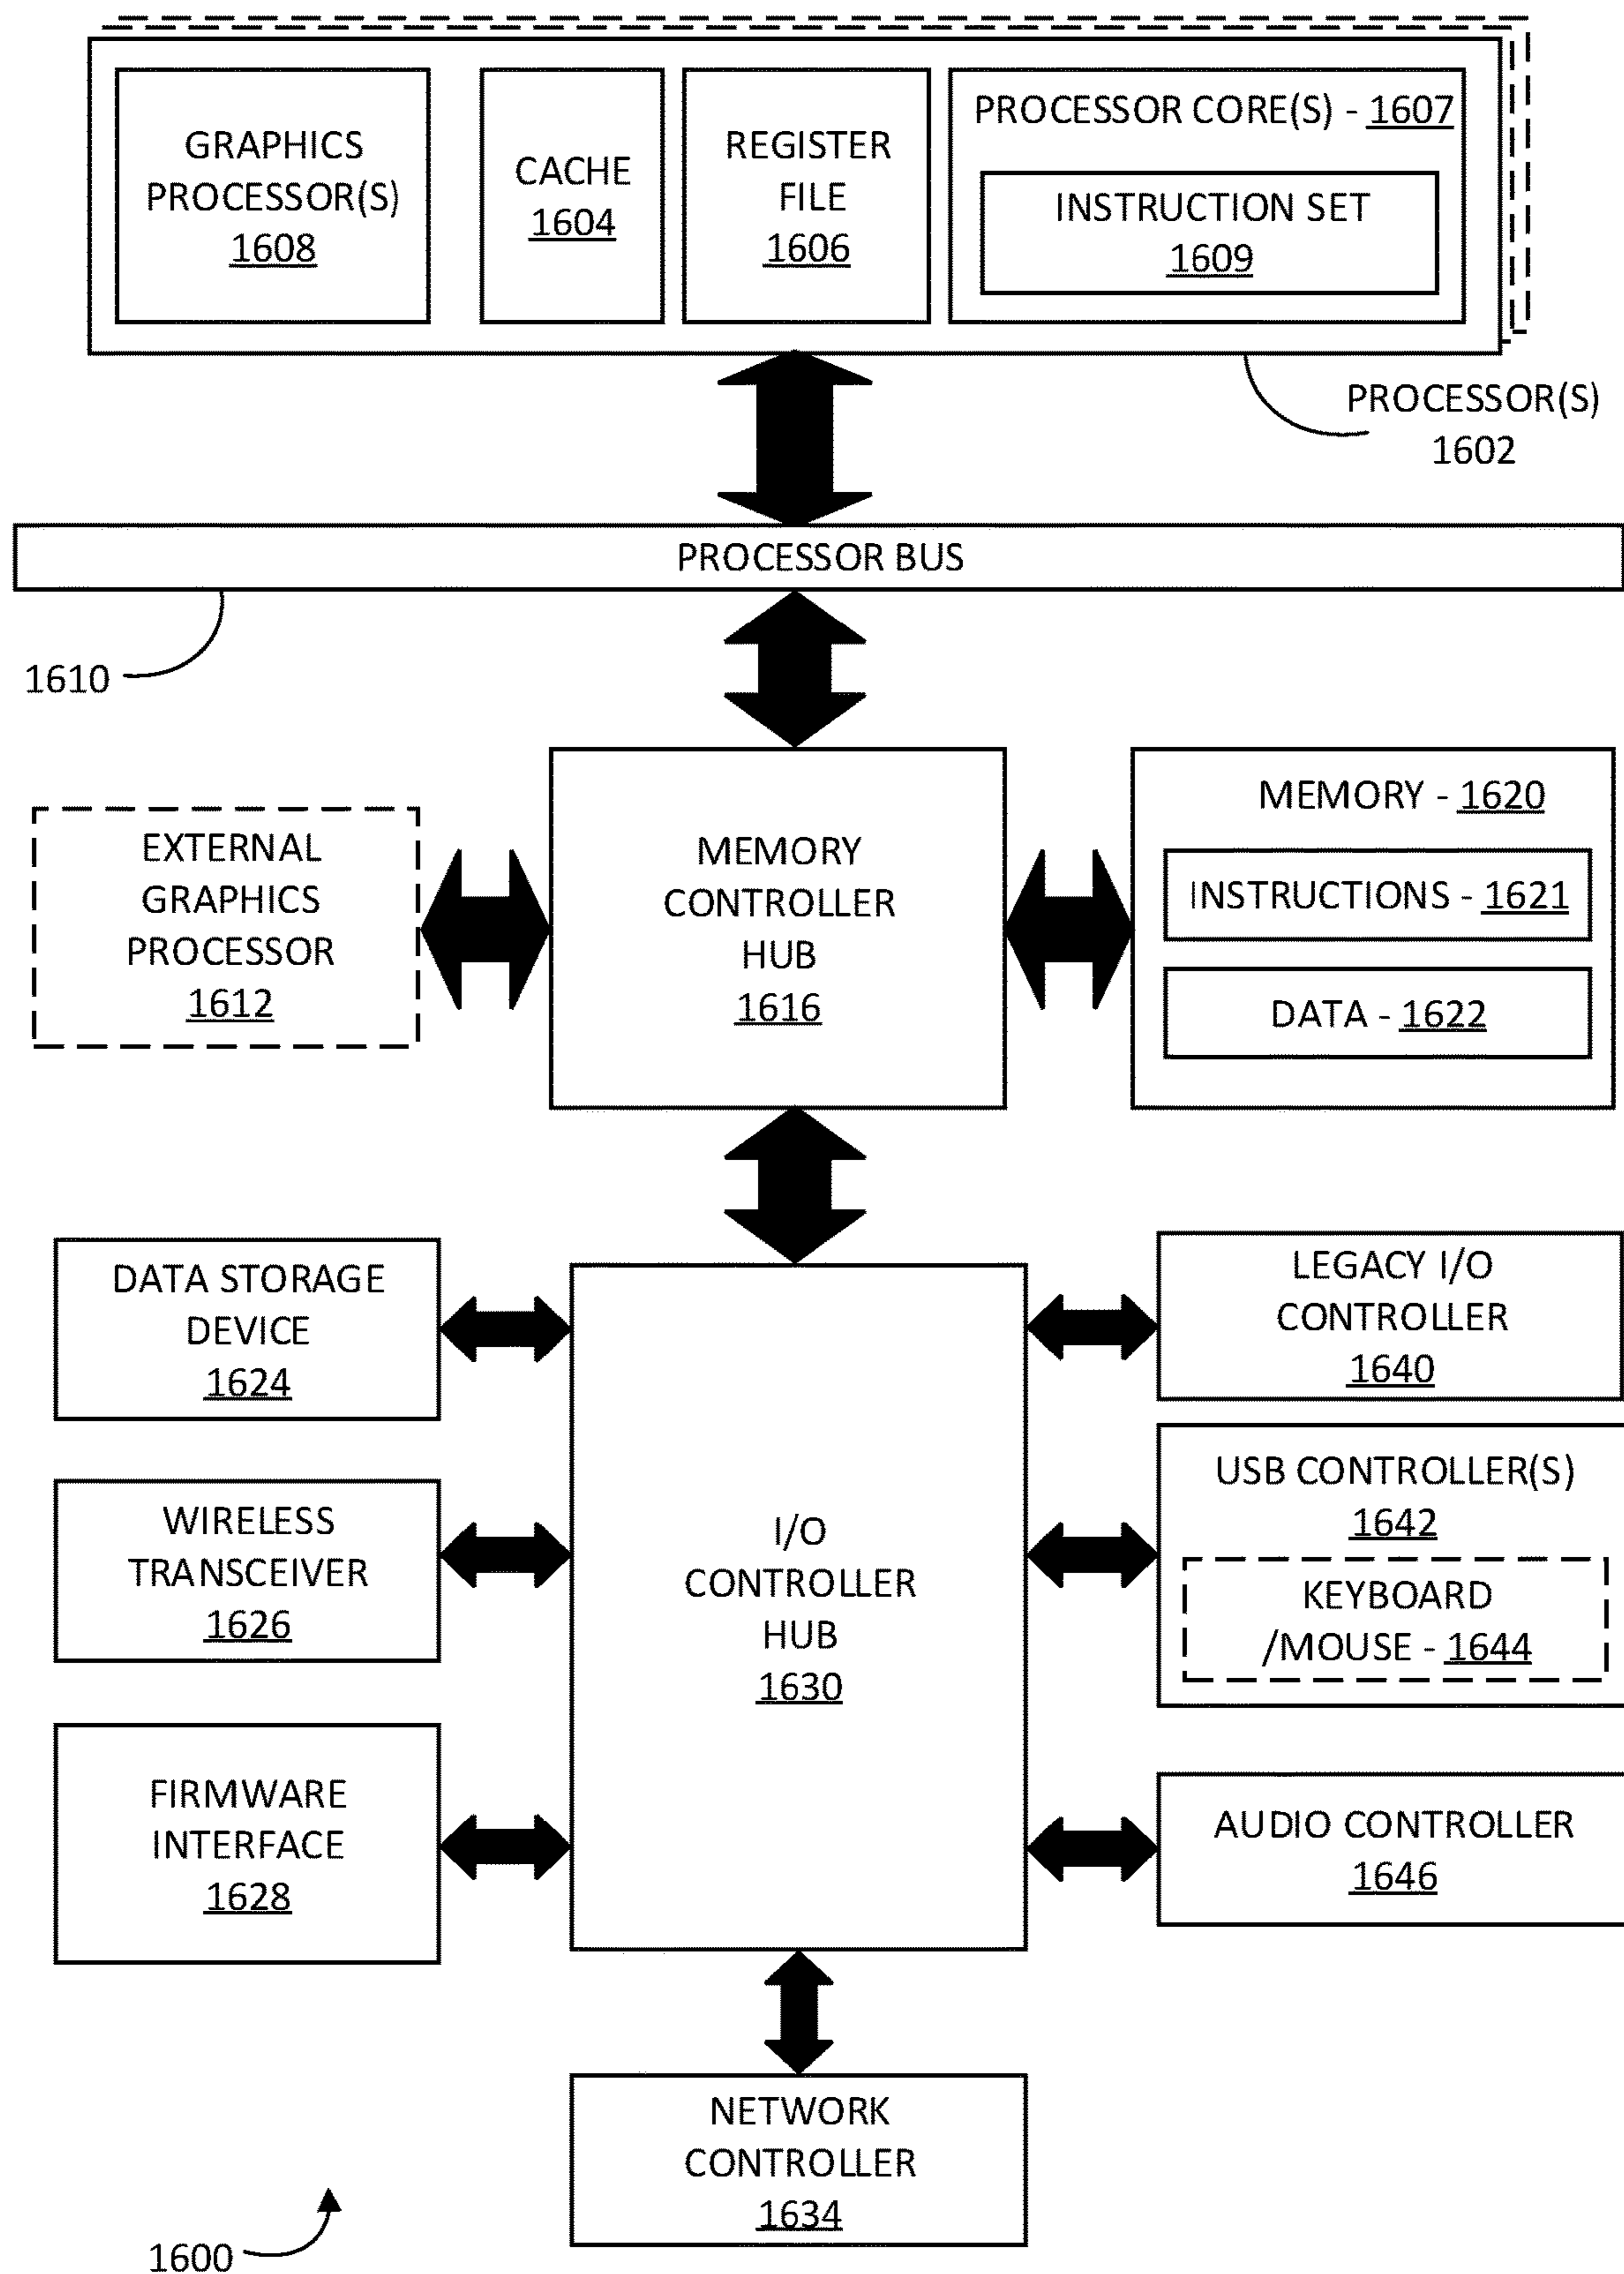 GRAPHICS
PROCESSOR(S)
1608
CACHE
1604
REGISTER
FILE
1606
PROCESSOR CORE(S) - 1607
INSTRUCTION SET
1609
PROCESSOR(S)
1602
PROCESSOR BUS
1610
EXTERNAL
GRAPHICS
PROCESSOR
1612
MEMORY
CONTROLLER
HUB
1616
MEMORY - 1620
INSTRUCTIONS - 1621
DATA - 1622
DATA STORAGE
DEVICE
1624
WIRELESS
TRANSCEIVER
1626
FIRMWARE
INTERFACE
1628
I/O
CONTROLLER
HUB
1630
LEGACY I/O
CONTROLLER
1640
USB CONTROLLER(S)
1642
KEYBOARD
/MOUSE - 1644
AUDIO CONTROLLER
1646
NETWORK
CONTROLLER
1634
1600